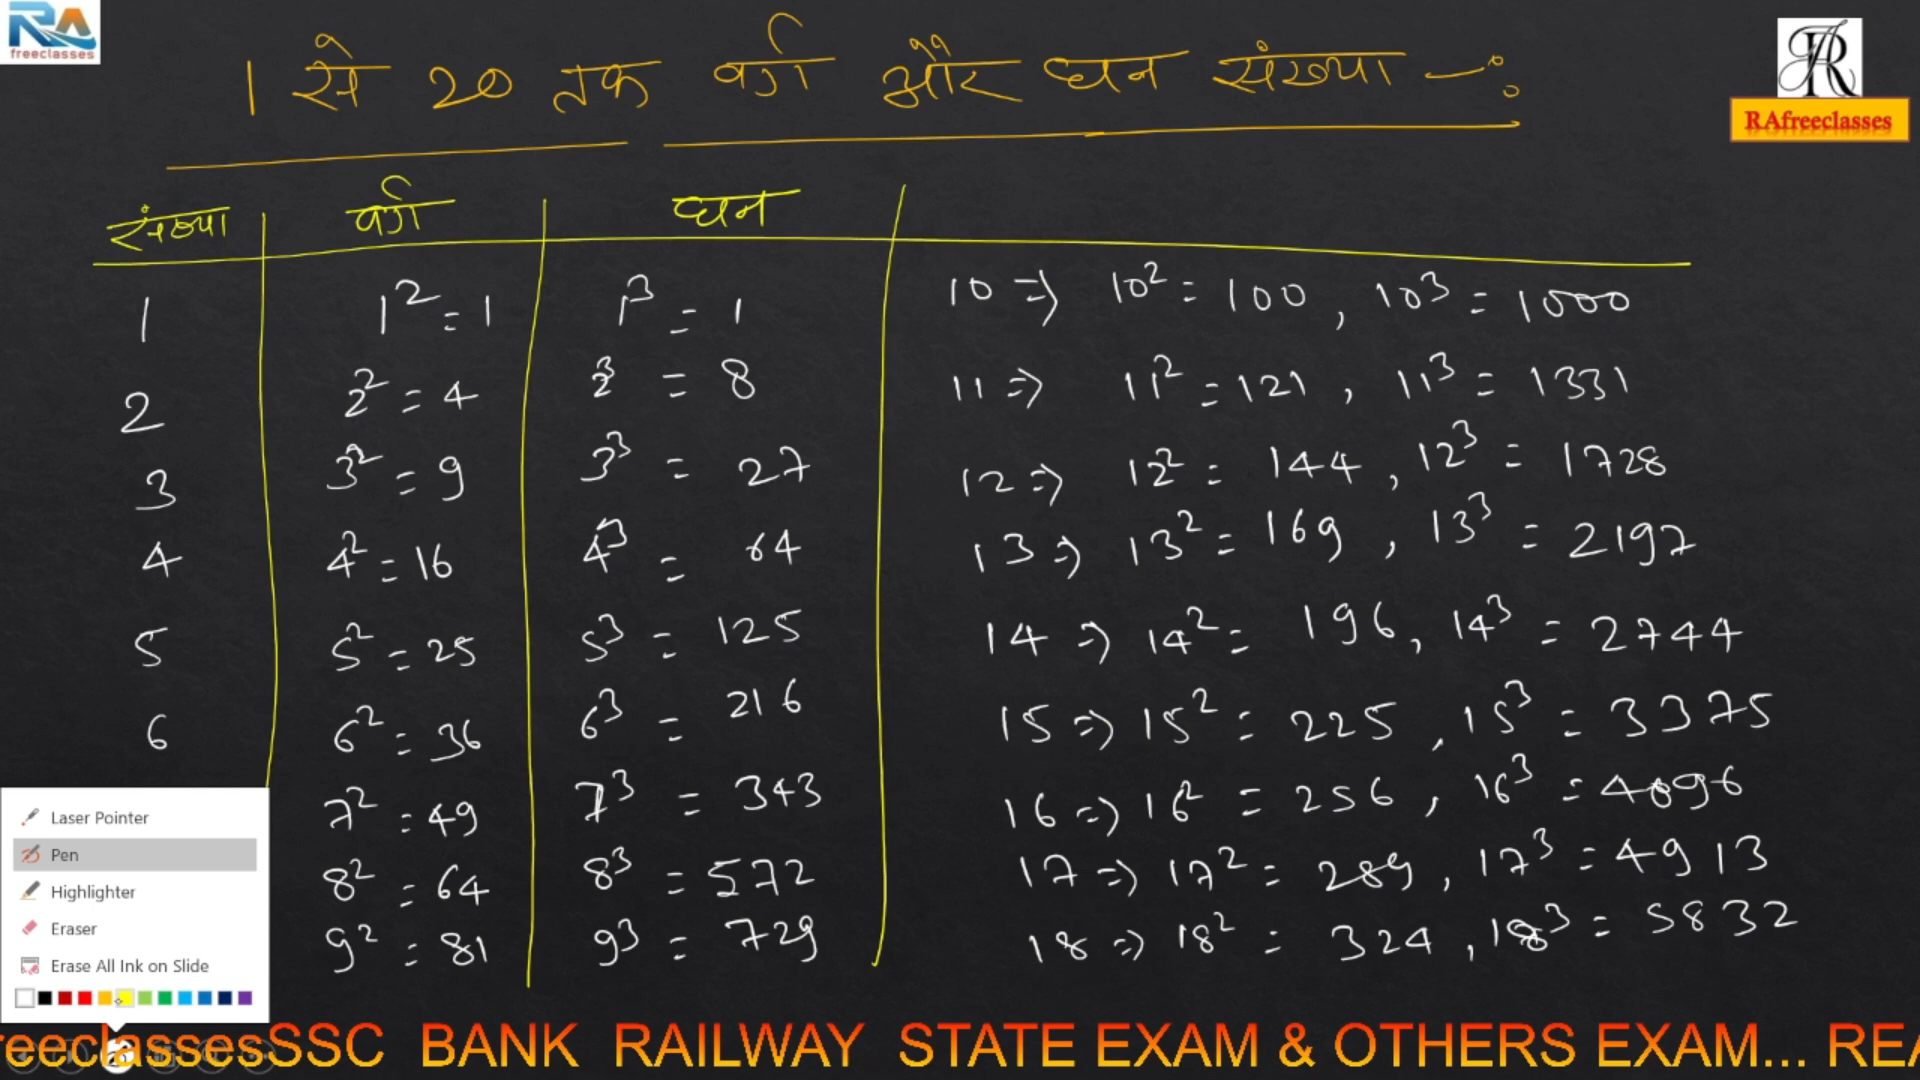 RA
freeclasses
1 से 20 तक वर्ग और घन संख्या -:
RAfreeclasses
संख्या वर्ग घन
1 1² = 1 1³ = 1
2 2² = 4 2³ = 8
3 3² = 9 3³ = 27
4 4² = 16 4³ = 64
5 5² = 25 5³ = 125
6 6² = 36 6³ = 216
7² = 49 7³ = 343
8² = 64 8³ = 572
9² = 81 9³ = 729
10 => 10² = 100, 10³ = 1000
11 => 11² = 121, 11³ = 1331
12 => 12² = 144, 12³ = 1728
13 => 13² = 169, 13³ = 2197
14 => 14² = 196, 14³ = 2744
15 => 15² = 225, 15³ = 3375
16 => 16² = 256, 16³ = 4096
17 => 17² = 289, 17³ = 4913
18 => 18² = 324, 18³ = 5832
Laser Pointer
Pen
Highlighter
Eraser
Erase All Ink on Slide
reeclassesSSC BANK RAILWAY STATE EXAM & OTHERS EXAM... REA